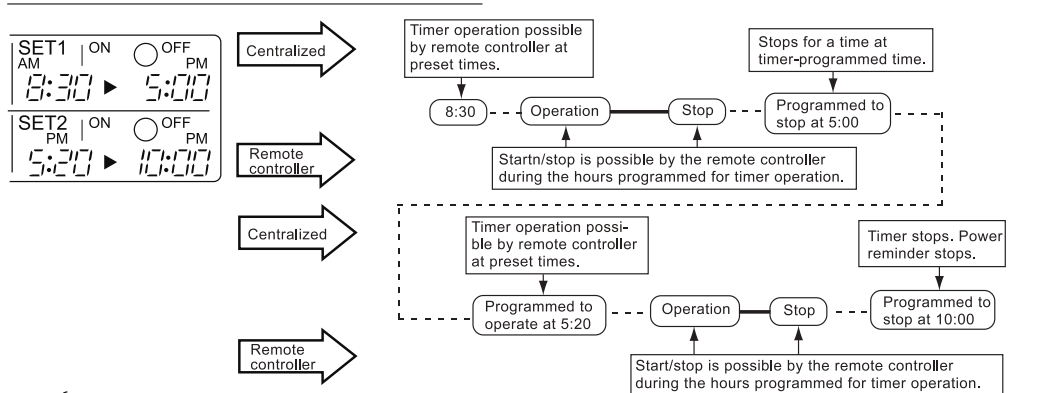 SET1 ON OFF
AM PM
8:30 ▶ 5:00
SET2 ON OFF
PM PM
5:20 ▶ 10:00
Centralized
Timer operation possible
by remote controller at
preset times.
Stops for a time at
timer-programmed time.
8:30
Operation
Stop
Programmed to
stop at 5:00
Remote
controller
Startn/stop is possible by the remote controller
during the hours programmed for timer operation.
Centralized
Timer operation possi-
ble by remote controller
at preset times.
Timer stops. Power
reminder stops.
Programmed to
operate at 5:20
Operation
Stop
Programmed to
stop at 10:00
Remote
controller
Start/stop is possible by the remote controller
during the hours programmed for timer operation.